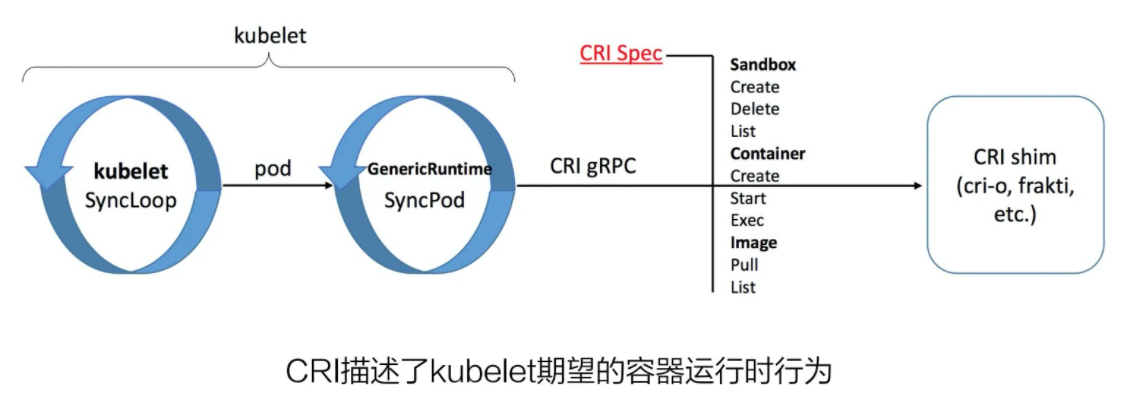 kubelet
CRI Spec
Sandbox
Create
Delete
List
Container
Create
Start
Exec
Image
Pull
List
kubelet
SyncLoop
pod
GenericRuntime
SyncPod
CRI gRPC
CRI shim
(cri-o, frakti,
etc.)
CRI描述了kubelet期望的容器运行时行为